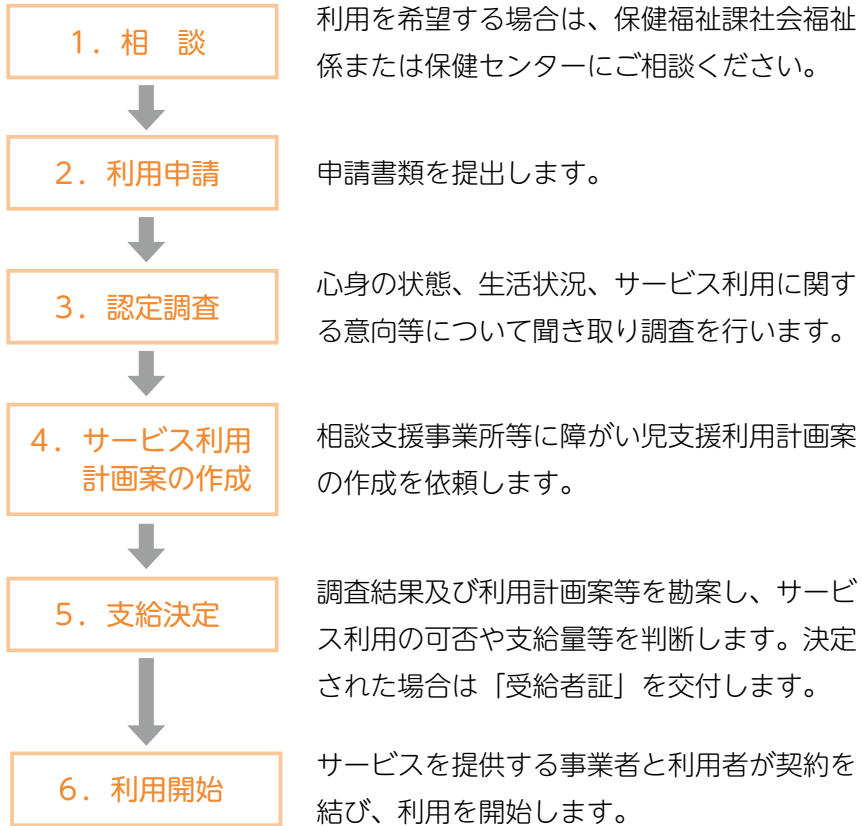 1．相　談
利用を希望する場合は、保健福祉課社会福祉
係または保健センターにご相談ください。
2．利用申請
申請書類を提出します。
3．認定調査
心身の状態、生活状況、サービス利用に関す
る意向等について聞き取り調査を行います。
4．サービス利用
計画案の作成
相談支援事業所等に障がい児支援利用計画案
の作成を依頼します。
5．支給決定
調査結果及び利用計画案等を勘案し、サービ
ス利用の可否や支給量等を判断します。決定
された場合は「受給者証」を交付します。
6．利用開始
サービスを提供する事業者と利用者が契約を
結び、利用を開始します。